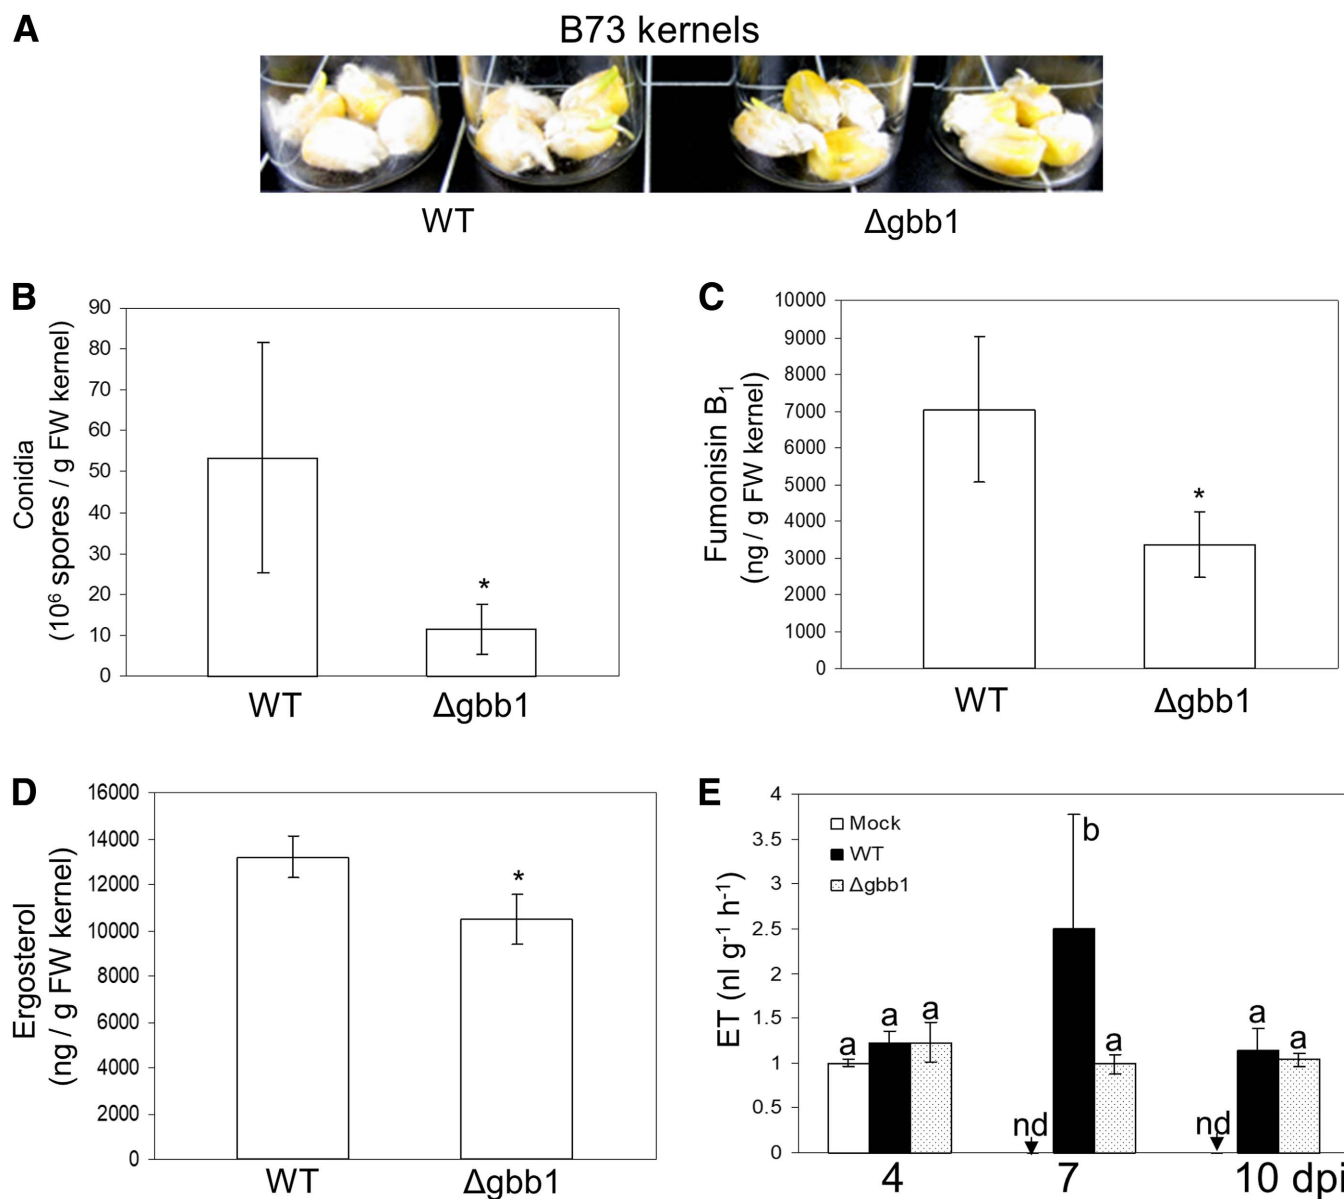 A
B73 kernels
WT
Δgbb1
B
Conidia
(10⁶ spores / g FW kernel)
90
80
70
60
50
40
30
20
10
0
*
WT
Δgbb1
C
Fumonisin B₁
(ng / g FW kernel)
10000
9000
8000
7000
6000
5000
4000
3000
2000
1000
0
*
WT
Δgbb1
D
Ergosterol
(ng / g FW kernel)
16000
14000
12000
10000
8000
6000
4000
2000
0
*
WT
Δgbb1
E
ET (nl g⁻¹ h⁻¹)
4
3.5
3
2.5
2
1.5
1
0.5
0
Mock
WT
Δgbb1
a a a
nd b a
nd a a
4 7 10 dpi